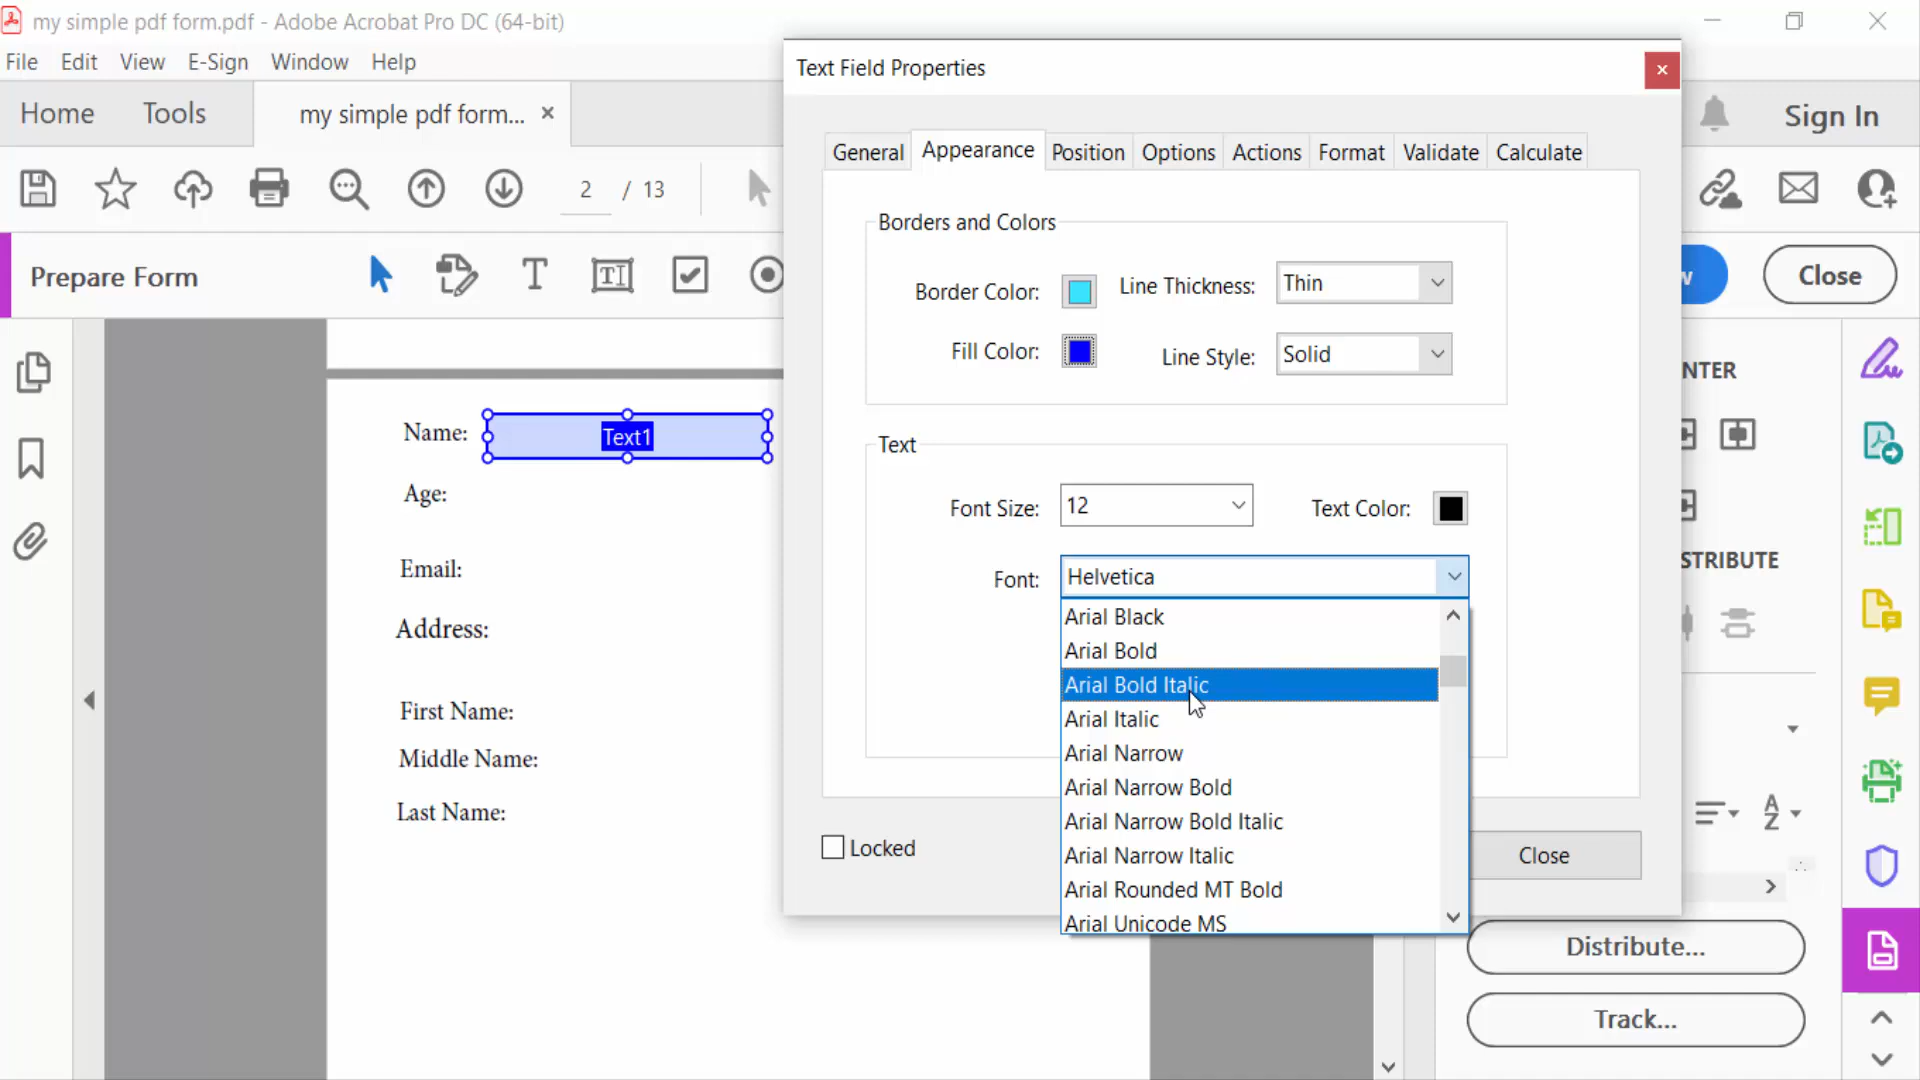 my simple pdf form.pdf - Adobe Acrobat Pro DC (64-bit)
File Edit View E-Sign Window Help
Home Tools my simple pdf form... ×
Sign In
2 / 13
Prepare Form
Close
Name: Text1
Age:
Email:
Address:
First Name:
Middle Name:
Last Name:
Text Field Properties
General Appearance Position Options Actions Format Validate Calculate
Borders and Colors
Border Color: Line Thickness: Thin
Fill Color: Line Style: Solid
Text
Font Size: 12 Text Color:
Font: Helvetica
Arial Black
Arial Bold
Arial Bold Italic
Arial Italic
Arial Narrow
Arial Narrow Bold
Arial Narrow Bold Italic
Arial Narrow Italic
Arial Rounded MT Bold
Arial Unicode MS
Locked
Close
NTER
STRIBUTE
Distribute...
Track...